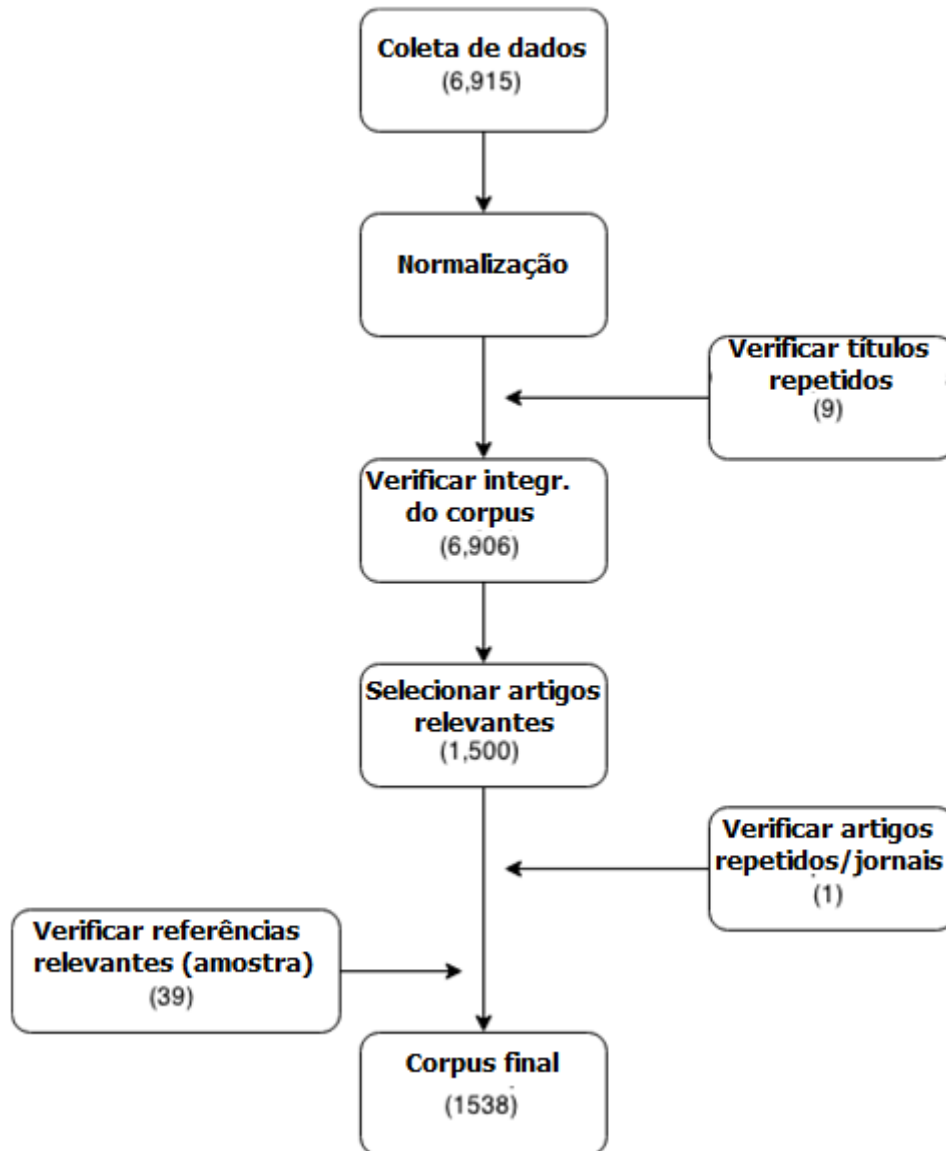 Coleta de dados
(6,915)
Normalização
Verificar títulos
repetidos
(9)
Verificar integr.
do corpus
(6,906)
Selecionar artigos
relevantes
(1,500)
Verificar artigos
repetidos/jornais
(1)
Verificar referências
relevantes (amostra)
(39)
Corpus final
(1538)